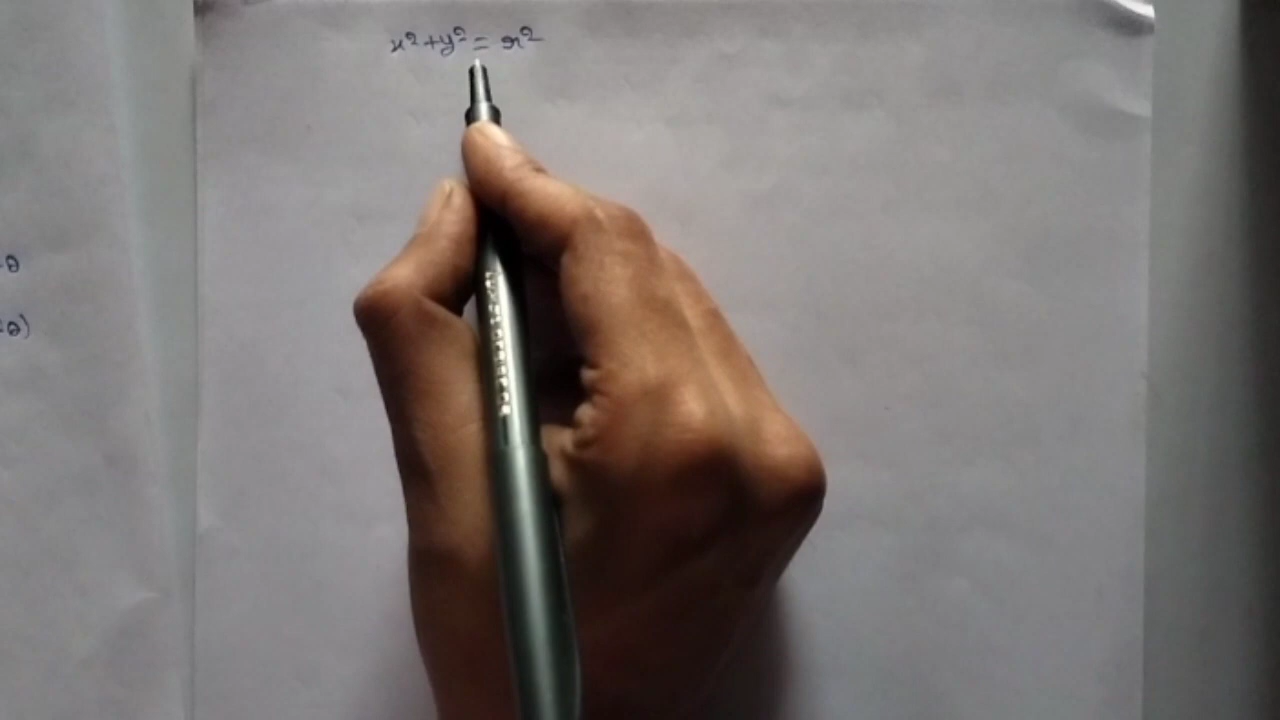 x²+y²= r²
θ
θ)